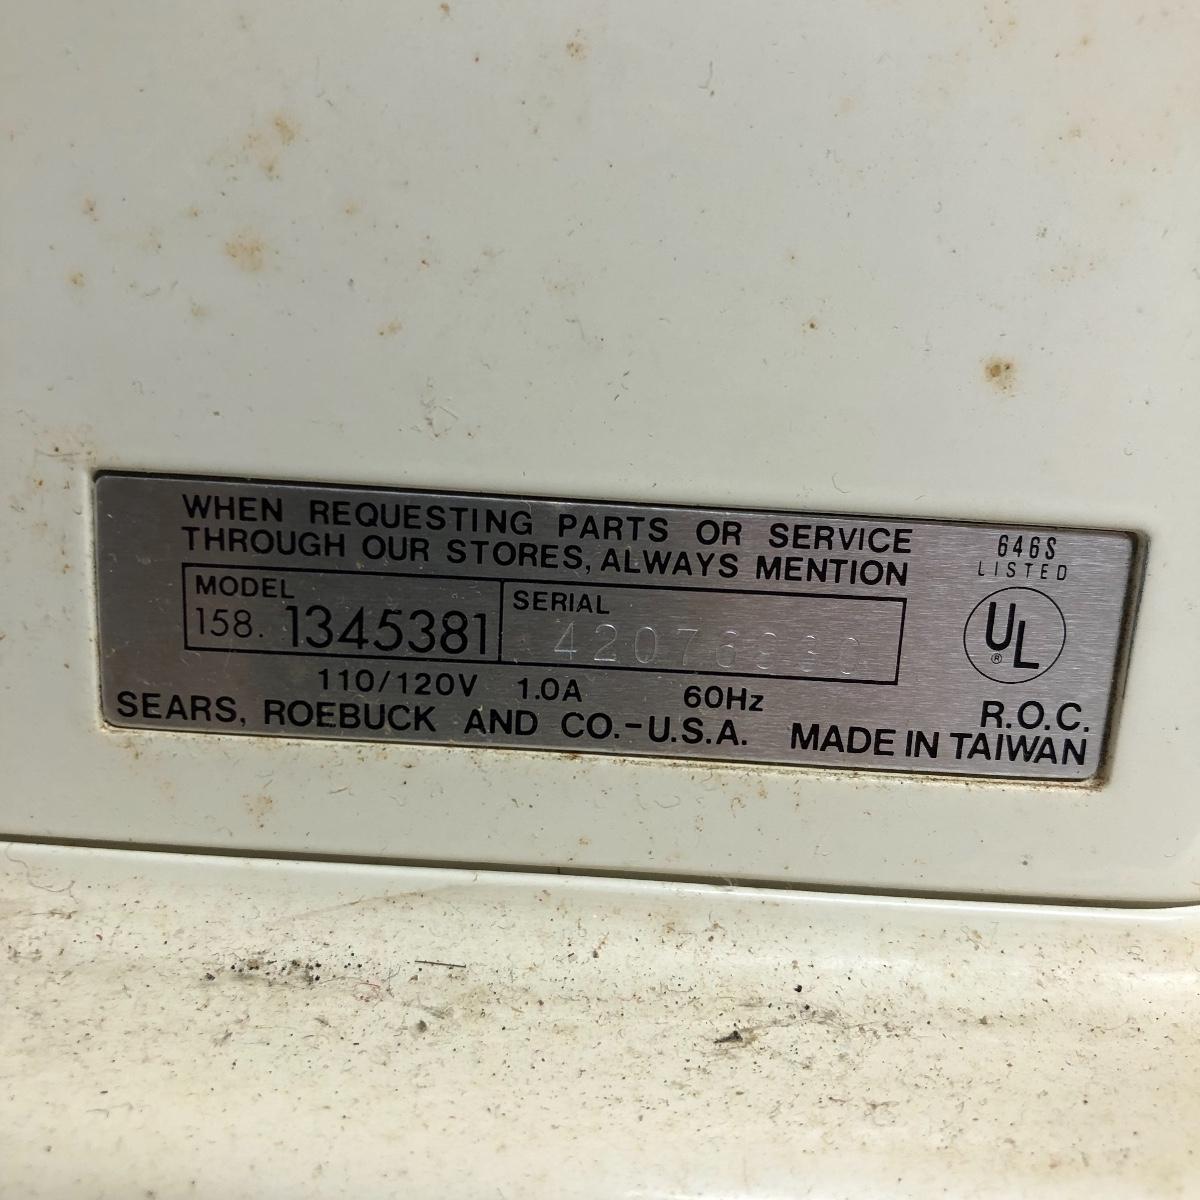 WHEN REQUESTING PARTS OR SERVICE
THROUGH OUR STORES, ALWAYS MENTION
646S
LISTED
MODEL
158. 1345381
SERIAL
UL
®
110/120V 1.0A 60Hz
R.O.C.
SEARS, ROEBUCK AND CO.-U.S.A. MADE IN TAIWAN